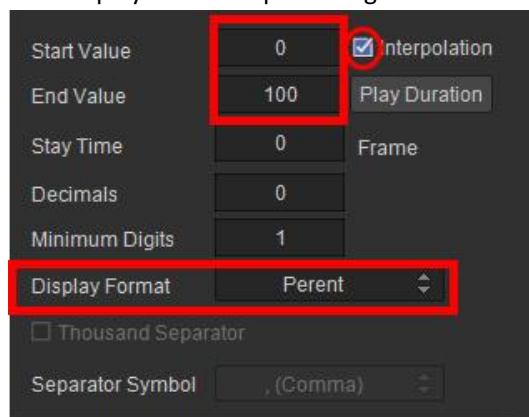 Start Value 0 Interpolation
End Value 100 Play Duration
Stay Time 0 Frame
Decimals 0
Minimum Digits 1
Display Format Perent
Thousand Separator
Separator Symbol , (Comma)